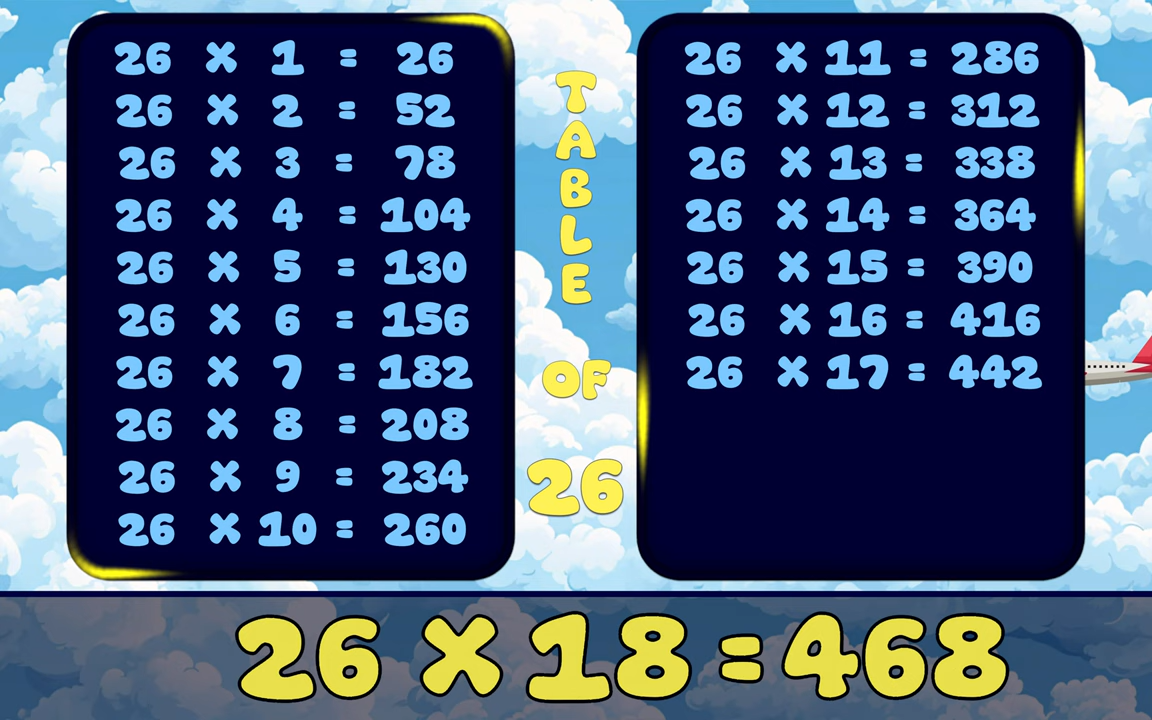 26 × 1 = 26
26 × 2 = 52
26 × 3 = 78
26 × 4 = 104
26 × 5 = 130
26 × 6 = 156
26 × 7 = 182
26 × 8 = 208
26 × 9 = 234
26 × 10 = 260
TABLE
OF
26
26 × 11 = 286
26 × 12 = 312
26 × 13 = 338
26 × 14 = 364
26 × 15 = 390
26 × 16 = 416
26 × 17 = 442
26 × 18 = 468